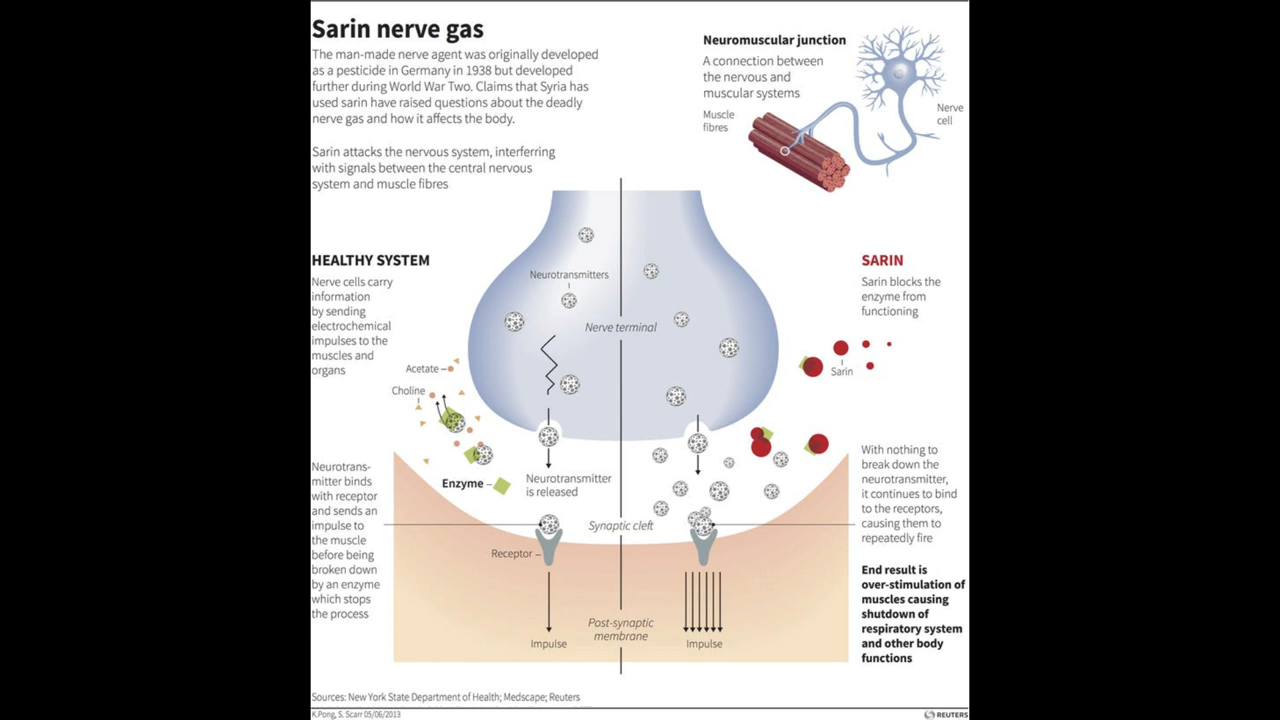 Sarin nerve gas
The man-made nerve agent was originally developed
as a pesticide in Germany in 1938 but developed
further during World War Two. Claims that Syria has
used sarin have raised questions about the deadly
nerve gas and how it affects the body.
Sarin attacks the nervous system, interferring
with signals between the central nervous
system and muscle fibres
Neuromuscular junction
A connection between
the nervous and
muscular systems
Muscle
fibres
Nerve
cell
HEALTHY SYSTEM
Nerve cells carry
information
by sending
electrochemical
impulses to the
muscles and
organs
Acetate
Choline
Neurotransmitters
Nerve terminal
SARIN
Sarin blocks the
enzyme from
functioning
Sarin
Neurotrans-
mitter binds
with receptor
and sends an
impulse to
the muscle
before being
broken down
by an enzyme
which stops
the process
Enzyme
Neurotransmitter
is released
Synaptic cleft
Receptor
Post-synaptic
membrane
Impulse
Impulse
With nothing to
break down the
neurotransmitter,
it continues to bind
to the receptors,
causing them to
repeatedly fire
End result is
over-stimulation of
muscles causing
shutdown of
respiratory system
and other body
functions
Sources: New York State Department of Health; Medscape; Reuters
K.Pong, S. Scarr 05/06/2013
REUTERS